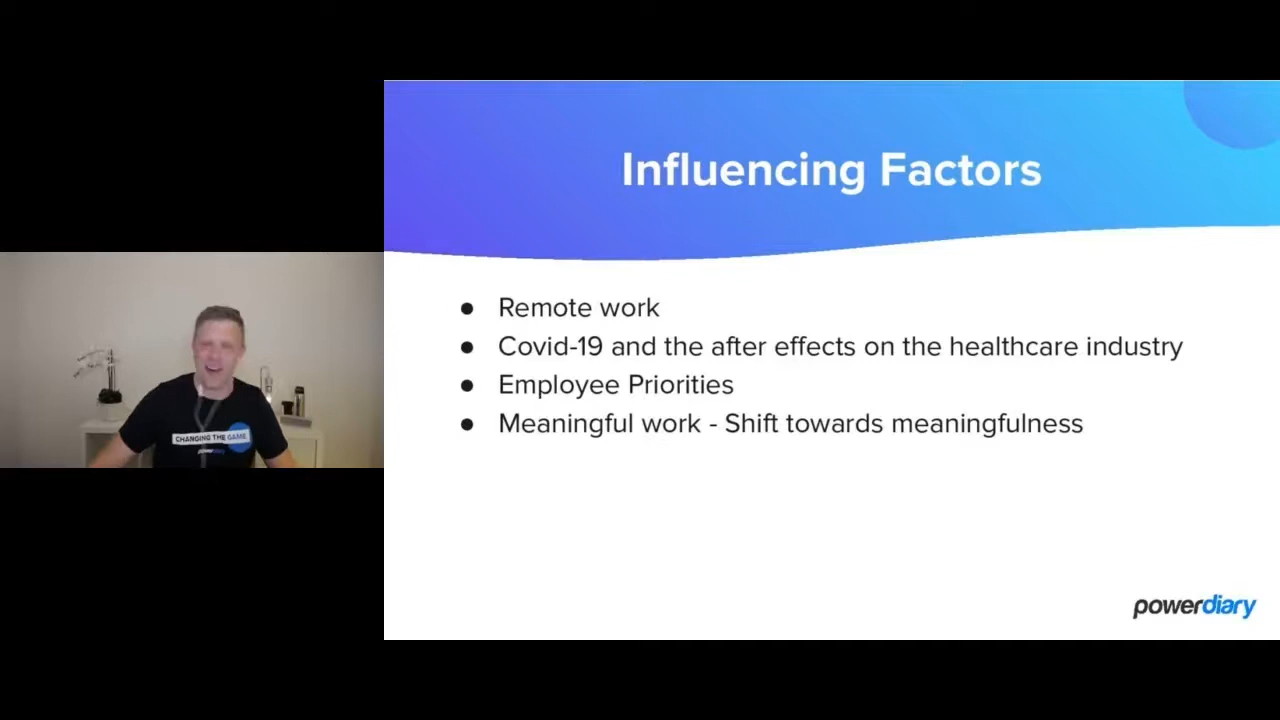 Influencing Factors
● Remote work
● Covid-19 and the after effects on the healthcare industry
● Employee Priorities
● Meaningful work - Shift towards meaningfulness
CHANGING THE GAME
powerdiary
powerdiary